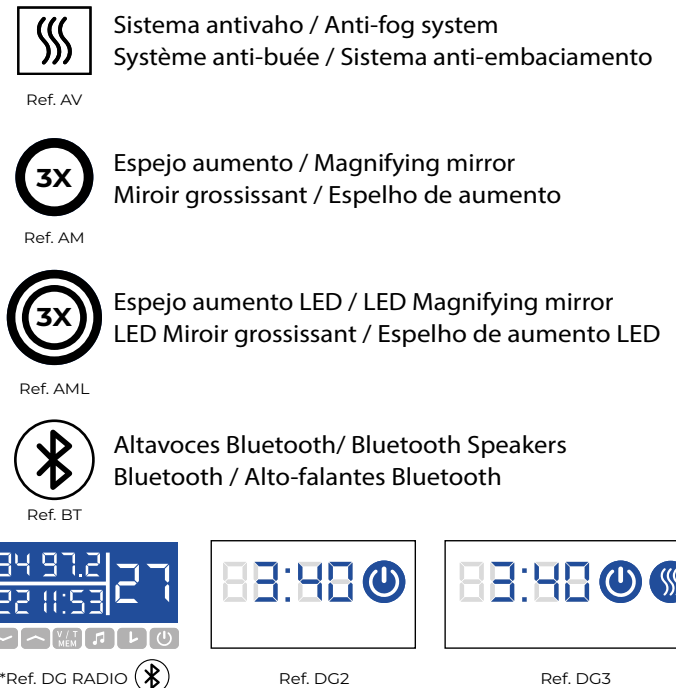 Sistema antivaho / Anti-fog system
Système anti-buée / Sistema anti-embaciamento
Ref. AV
3X
Espejo aumento / Magnifying mirror
Miroir grossissant / Espelho de aumento
Ref. AM
3X
Espejo aumento LED / LED Magnifying mirror
LED Miroir grossissant / Espelho de aumento LED
Ref. AML
Altavoces Bluetooth/ Bluetooth Speakers
Bluetooth / Alto-falantes Bluetooth
Ref. BT
97.2
11:53
27
V / T
MEM
*Ref. DG RADIO
3:40
Ref. DG2
3:40
Ref. DG3